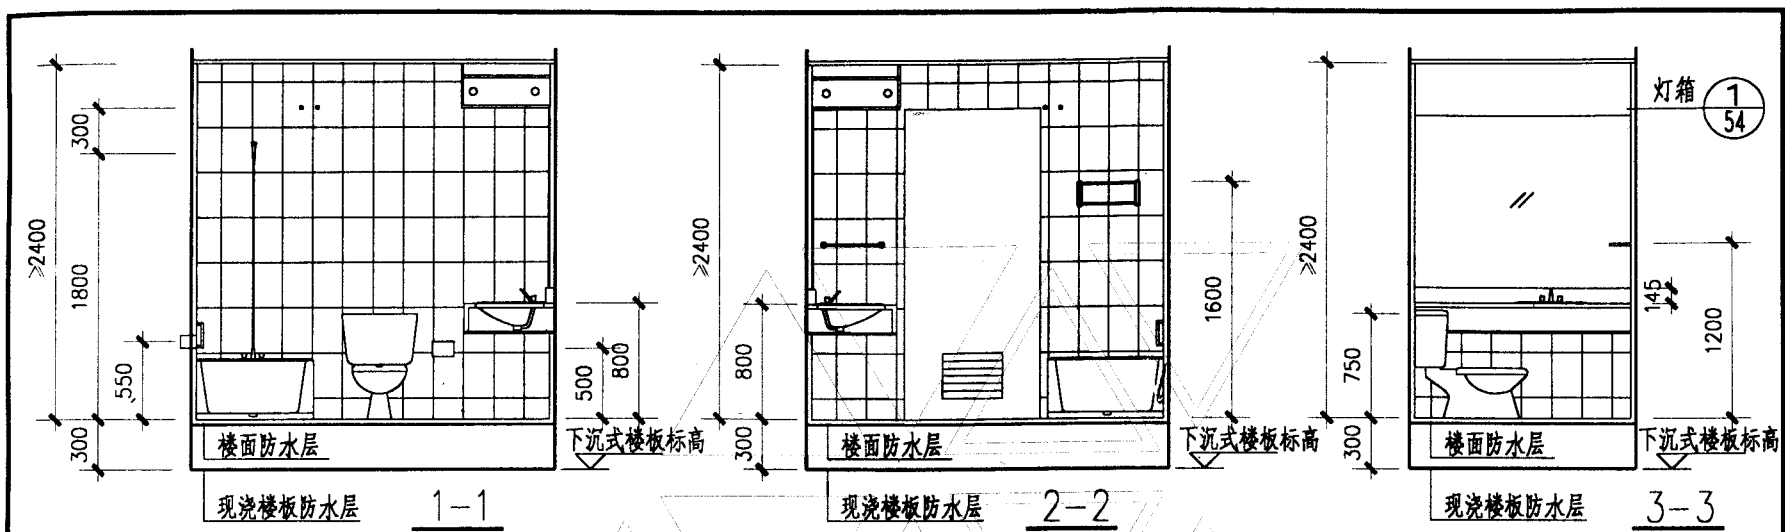 ≥2400
300
1800
550
300
500
800
楼面防水层
下沉式楼板标高
现浇楼板防水层
1-1
≥2400
800
300
1600
楼面防水层
下沉式楼板标高
现浇楼板防水层
2-2
≥2400
750
300
灯箱
1
54
145
1200
楼面防水层
下沉式楼板标高
现浇楼板防水层
3-3